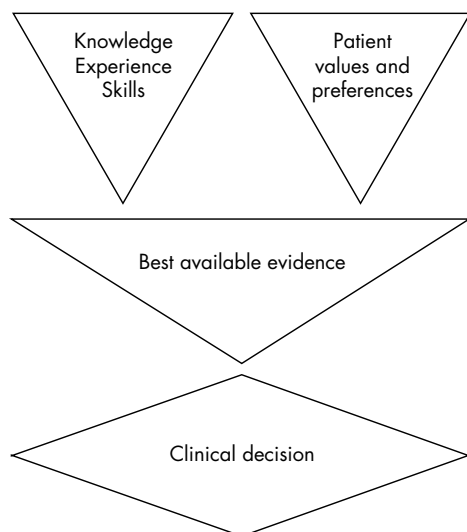 Knowledge
Experience
Skills
Patient
values and
preferences
Best available evidence
Clinical decision